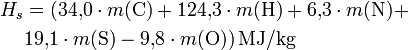 H_s = (34,0 · m(C) + 124,3 · m(H) + 6,3 · m(N) +
19,1 · m(S) − 9,8 · m(O)) MJ/kg